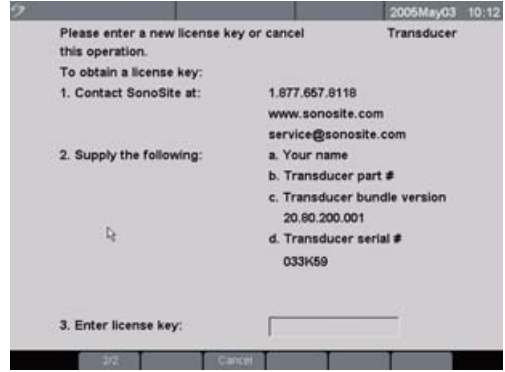 2005May03 10:12
Please enter a new license key or cancel Transducer
this operation.
To obtain a license key:
1. Contact SonoSite at: 1.877.657.8118
www.sonosite.com
service@sonosite.com
2. Supply the following: a. Your name
b. Transducer part #
c. Transducer bundle version
20.80.200.001
d. Transducer serial #
033K59
3. Enter license key:
2/2 Cancel